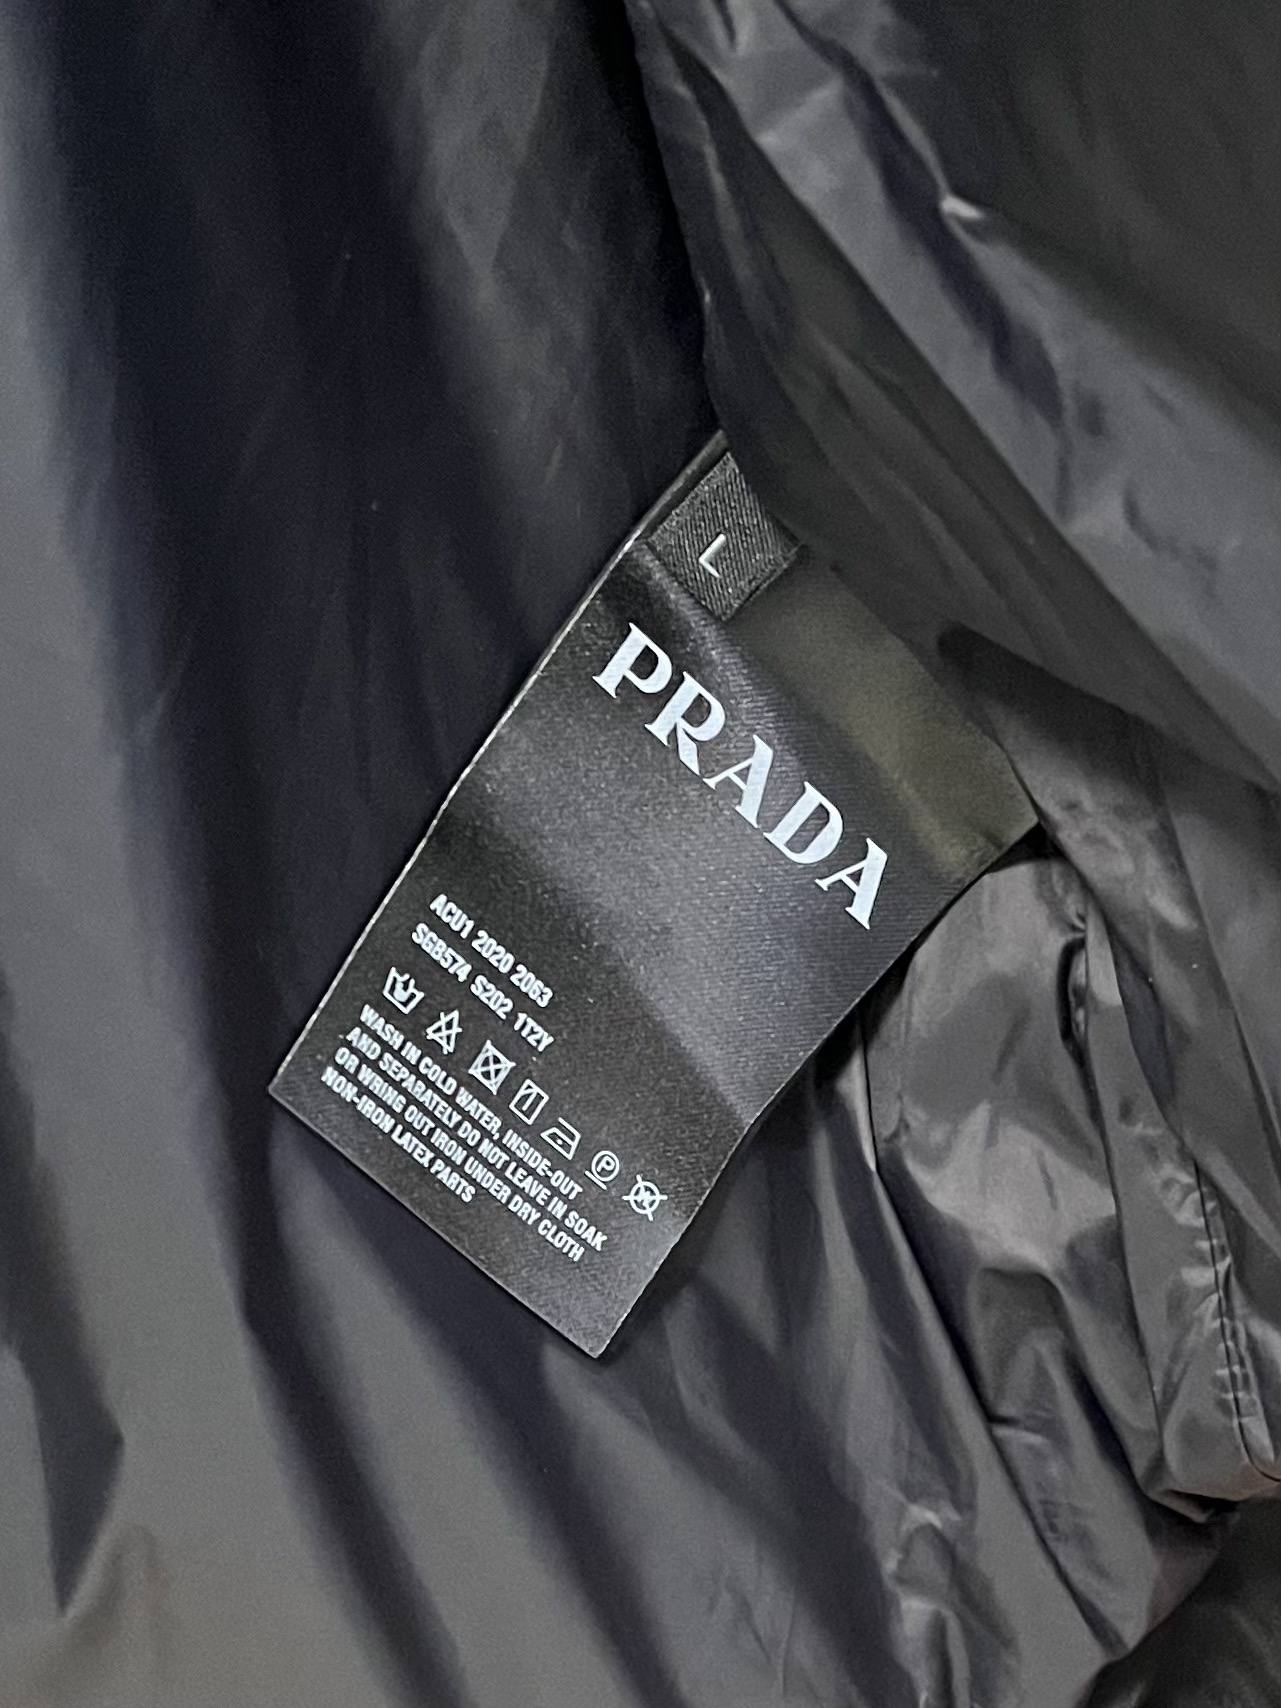 L
PRADA
ACU1 2020 2063
SGB574 S202 1T2Y
P
WASH IN COLD WATER, INSIDE-OUT
AND SEPARATELY DO NOT LEAVE IN SOAK
OR WRING OUT IRON UNDER DRY CLOTH
NON-IRON LATEX PARTS